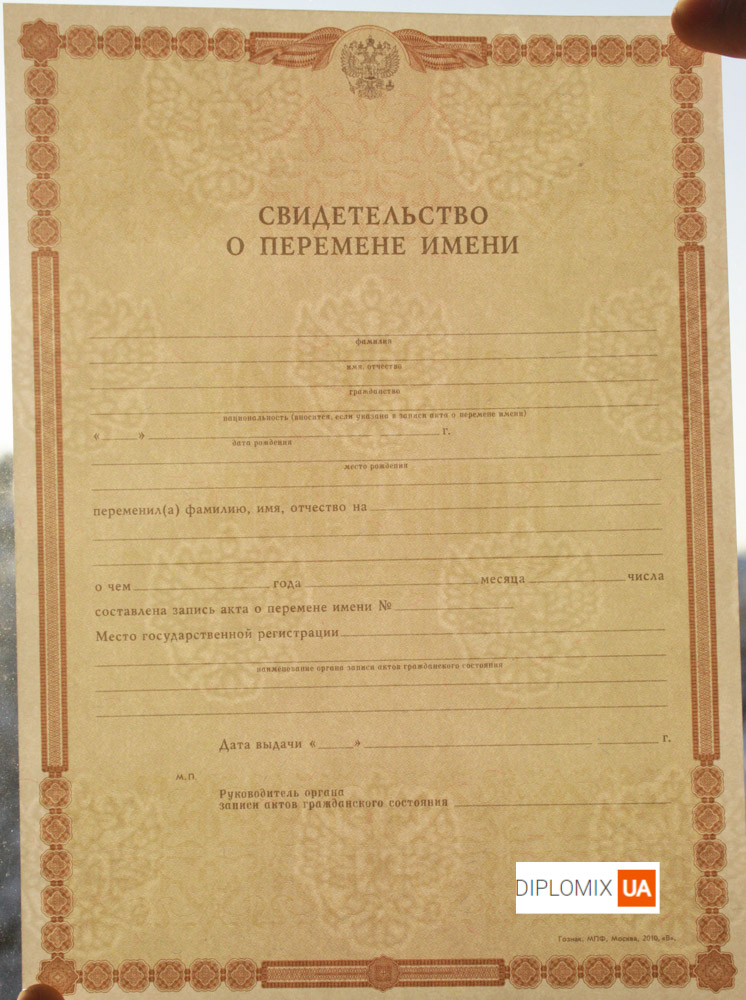 СВИДЕТЕЛЬСТВО
О ПЕРЕМЕНЕ ИМЕНИ
фамилия
имя, отчество
гражданство
национальность (вносится, если указано в записи акта о перемене имени)
« » г.
дата рождения
место рождения
переменил(а) фамилию, имя, отчество на
о чем года месяца числа
составлена запись акта о перемене имени №
Место государственной регистрации
наименование органа записи актов гражданского состояния
Дата выдачи « » г.
М.П.
Руководитель органа
записи актов гражданского состояния
DIPLOMIX UA
Гознак, МПФ, Москва, 2010, «В».